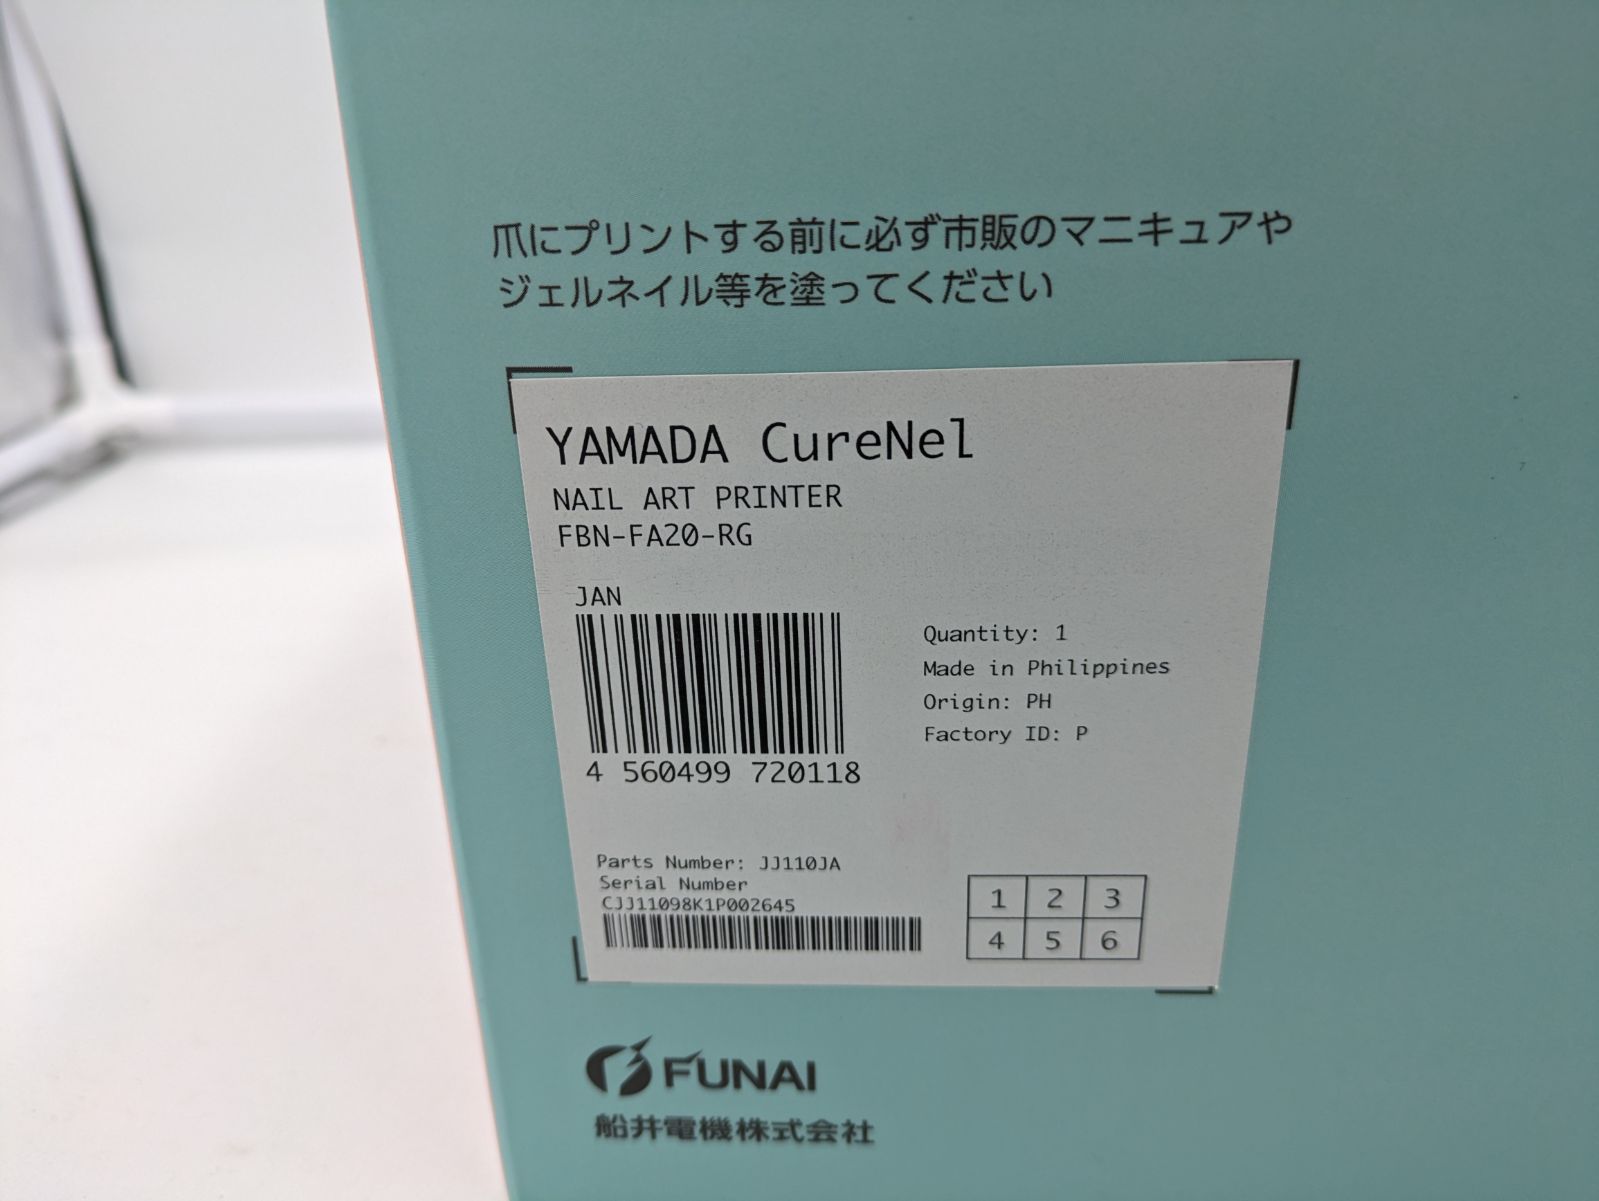 爪にプリントする前に必ず市販のマニキュアや
ジェルネイル等を塗ってください
YAMADA CureNel
NAIL ART PRINTER
FBN-FA20-RG
JAN
4 560499 720118
Quantity: 1
Made in Philippines
Origin: PH
Factory ID: P
Parts Number: JJ110JA
Serial Number
CJJ11098K1P002645
1 2 3
4 5 6
FUNAI
船井電機株式会社